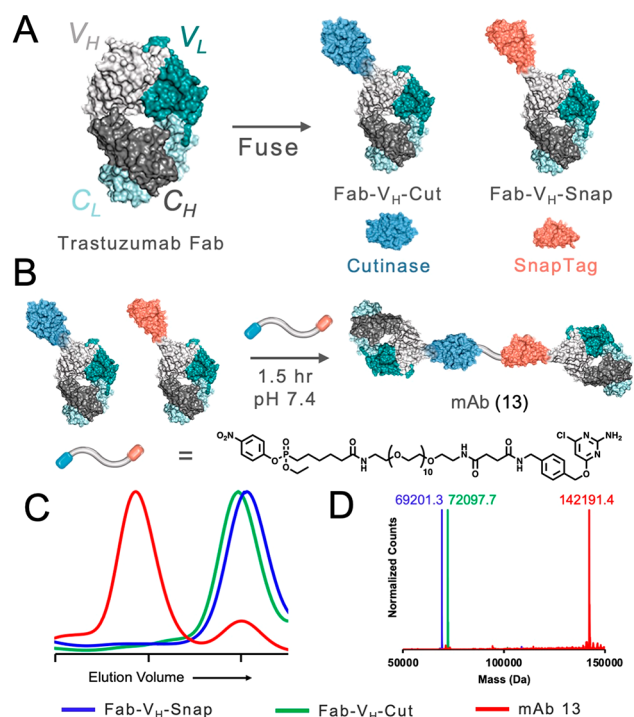 A
V_H
V_L
C_L
C_H
Trastuzumab Fab
Fuse
Fab-V_H-Cut
Fab-V_H-Snap
Cutinase
SnapTag
B
1.5 hr
pH 7.4
mAb (13)
=
O_2N
O
O
P
O
O
N
H
O
O
10
H
N
O
O
N
H
O
Cl
NH_2
N
N
C
Elution Volume
D
69201.3
72097.7
142191.4
Normalized Counts
50000
100000
150000
Mass (Da)
Fab-V_H-Snap
Fab-V_H-Cut
mAb 13